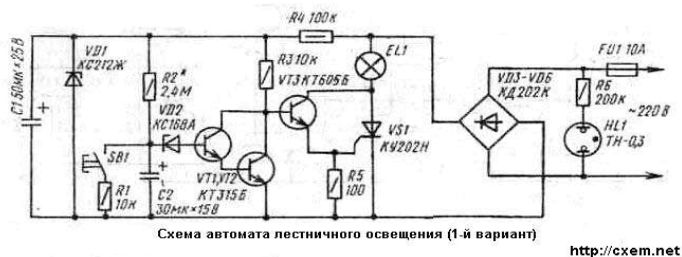 R4 100к
C1 50мк×25В
+
VD1
КС212Ж
R2*
2,4М
VD2
КС168А
SB1
R1
10к
+
C2
30мк×15В
VT1,VT2
КТ315Б
R3 10к
VT3 КТ605Б
EL1
VS1
КУ202Н
R5
100
VD3-VD6
КД202К
FU1 10А
R6
200к
~220В
HL1
ТН-0,3
Схема автомата лестничного освещения (1-й вариант)
http://cxem.net